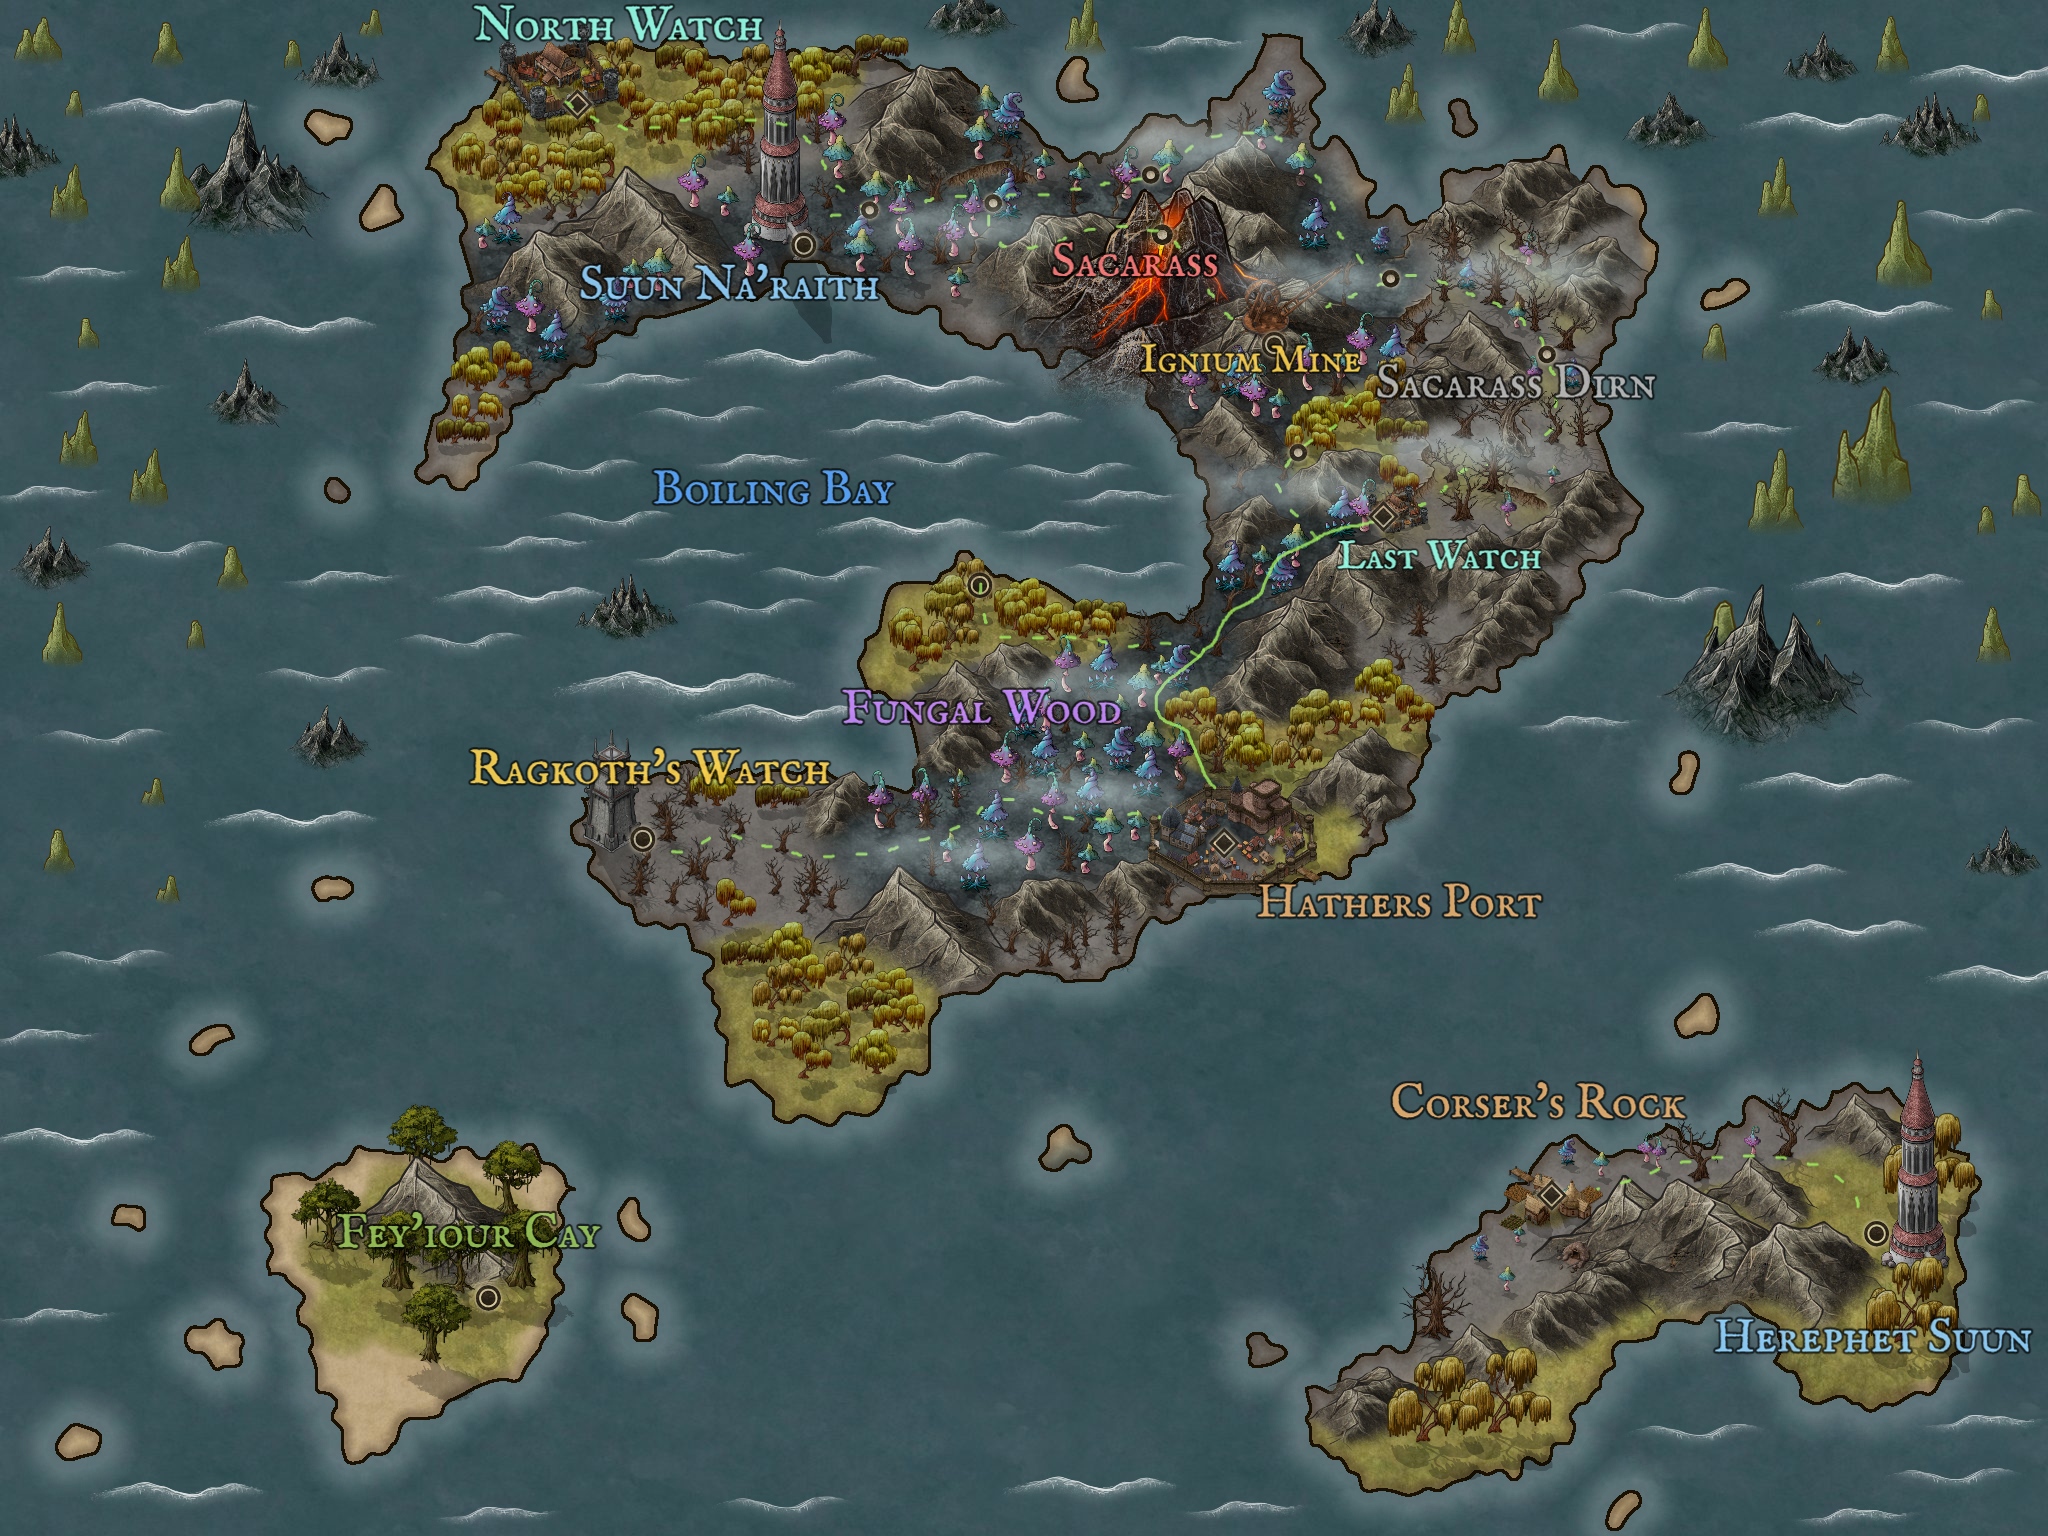 North Watch
Suun Na'raith
Sacarass
Ignium Mine
Sacarass Dirn
Boiling Bay
Last Watch
Fungal Wood
Ragkoth's Watch
Hathers Port
Corser's Rock
Fey'iour Cay
Herephet Suun